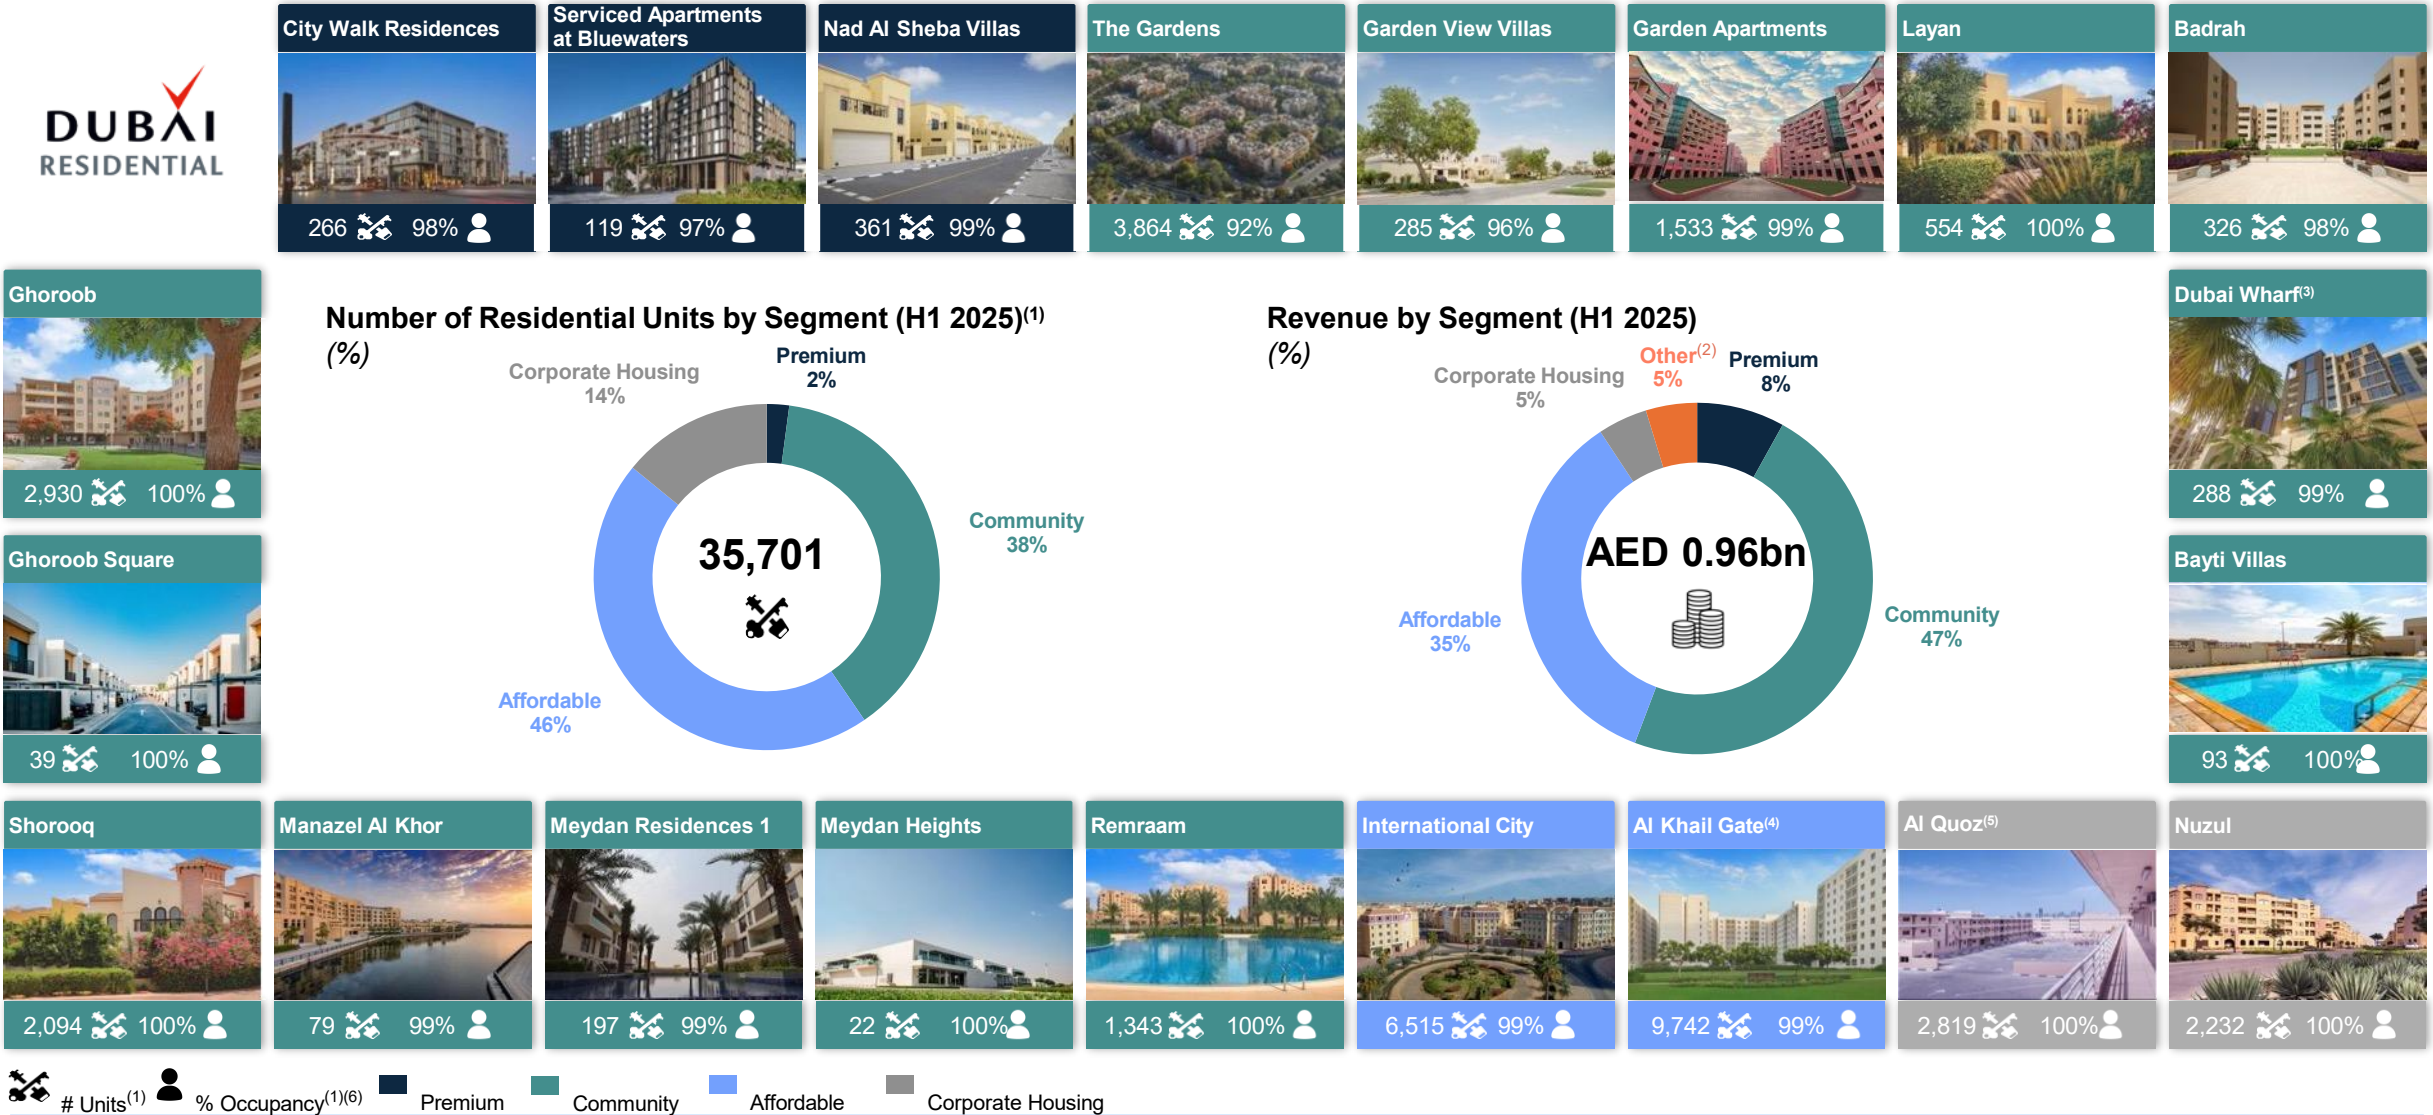 DUBAI
RESIDENTIAL
City Walk Residences
266 98%
Serviced Apartments
at Bluewaters
119 97%
Nad Al Sheba Villas
361 99%
The Gardens
3,864 92%
Garden View Villas
285 96%
Garden Apartments
1,533 99%
Layan
554 100%
Badrah
326 98%
Ghoroob
2,930 100%
Ghoroob Square
39 100%
Number of Residential Units by Segment (H1 2025)(1)
(%)
Corporate Housing
14%
Premium
2%
Community
38%
Affordable
46%
35,701
Revenue by Segment (H1 2025)
(%)
Corporate Housing
5%
Other(2)
5%
Premium
8%
Community
47%
Affordable
35%
AED 0.96bn
Dubai Wharf(3)
288 99%
Bayti Villas
93 100%
Shorooq
2,094 100%
Manazel Al Khor
79 99%
Meydan Residences 1
197 99%
Meydan Heights
22 100%
Remraam
1,343 100%
International City
6,515 99%
Al Khail Gate(4)
9,742 99%
Al Quoz(5)
2,819 100%
Nuzul
2,232 100%
# Units(1) % Occupancy(1)(6) Premium Community Affordable Corporate Housing